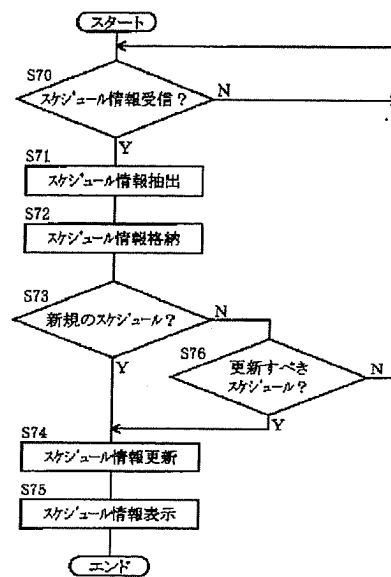 スタート
S70
スケジュール情報受信？
N
Y
S71
スケジュール情報抽出
S72
スケジュール情報格納
S73
新規のスケジュール？
N
Y
S76
更新すべき
スケジュール？
N
Y
S74
スケジュール情報更新
S75
スケジュール情報表示
エンド